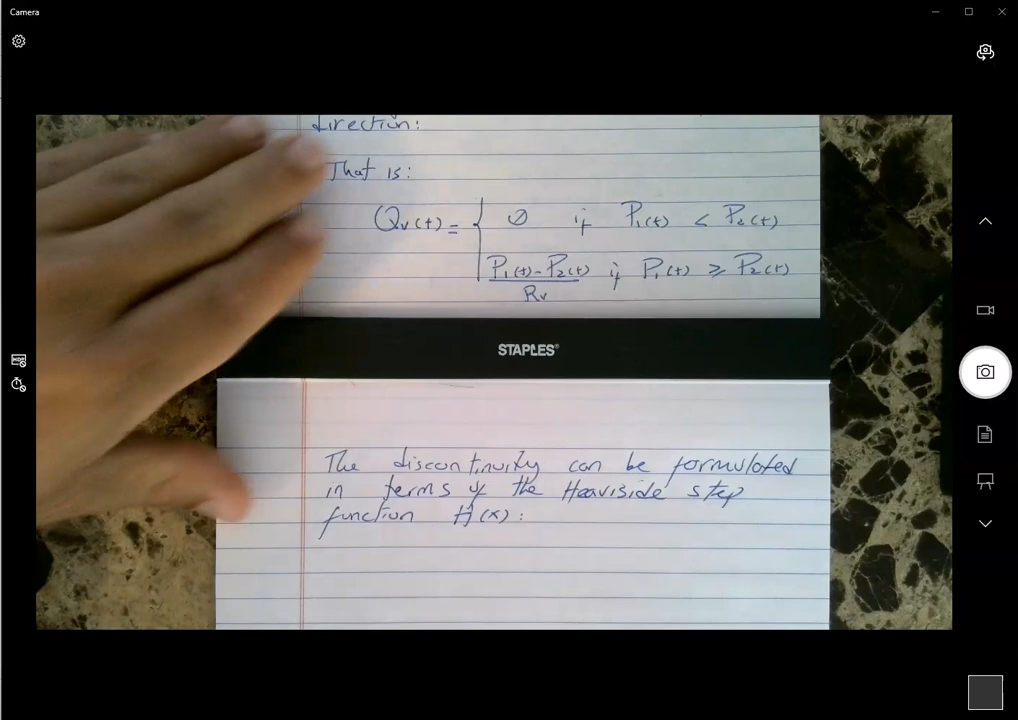 Camera
direction:
That is:
Qv(t) = { 0 if P1(t) < P2(t)
P1(t) - P2(t) / Rv if P1(t) ≥ P2(t)
STAPLES®
The discontinuity can be formulated
in terms of the Heaviside step
function H(x):